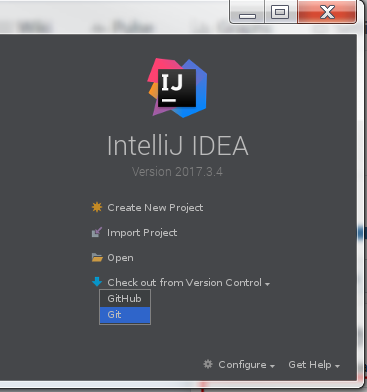 IJ
IntelliJ IDEA
Version 2017.3.4
Create New Project
Import Project
Open
Check out from Version Control
GitHub
Git
Configure
Get Help